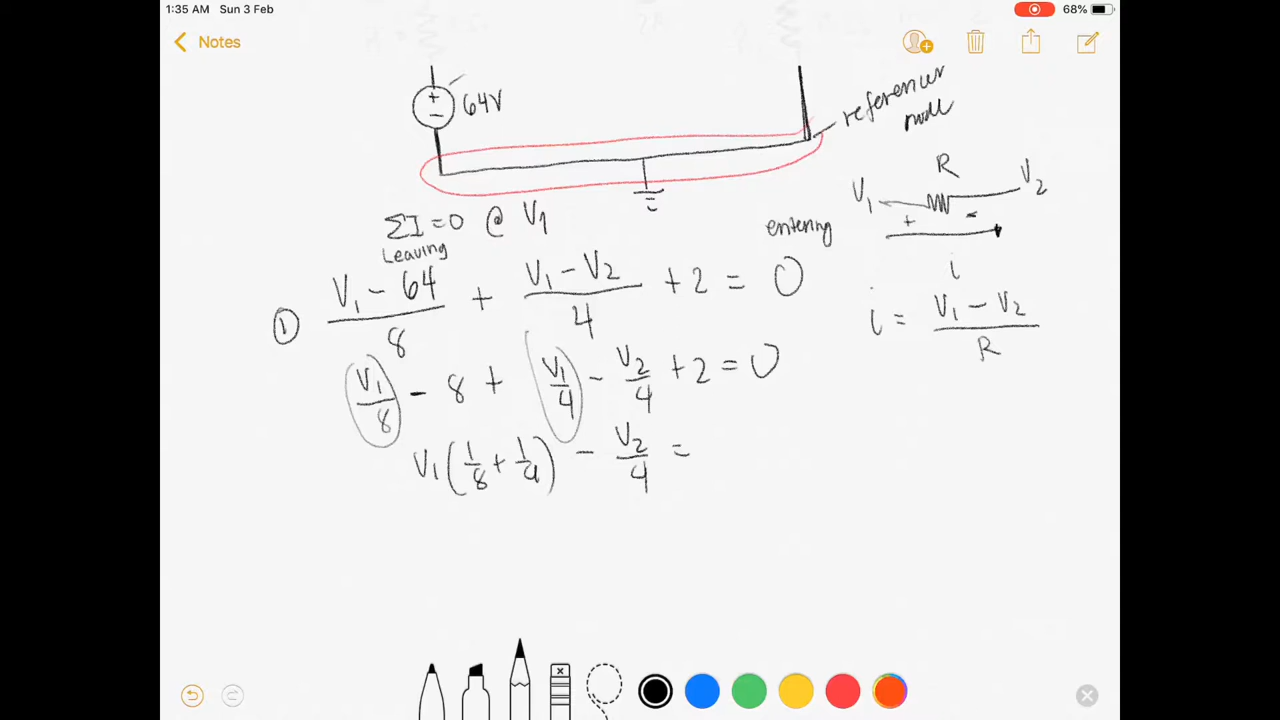 1:35 AM Sun 3 Feb 68%
Notes
+
−
64V
reference node
R
V₁ V₂
+ -
i
i = (V₁ − V₂)/R
ΣI = 0 @ V₁
Leaving
entering
① (V₁ − 64)/8 + (V₁ − V₂)/4 + 2 = 0
V₁/8 - 8 + V₁/4 − V₂/4 + 2 = 0
V₁(1/8 + 1/4) − V₂/4 =